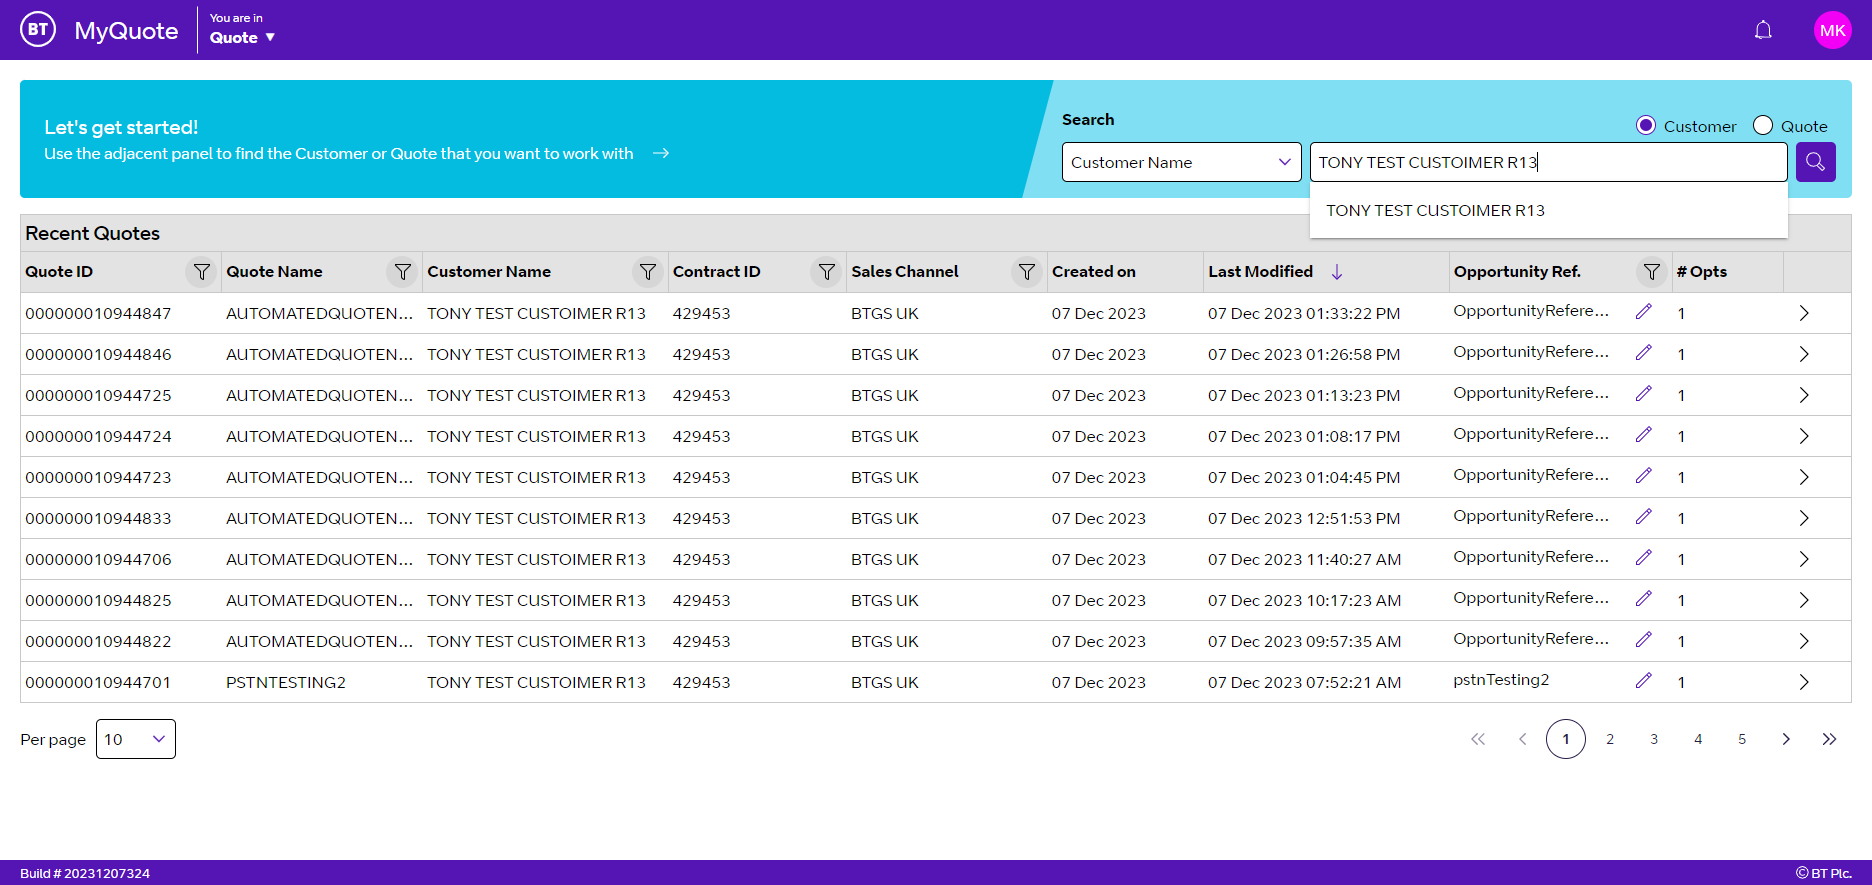 BT MyQuote You are in
Quote ▼
MK
Let's get started!
Use the adjacent panel to find the Customer or Quote that you want to work with →
Search
Customer Quote
Customer Name TONY TEST CUSTOIMER R13
TONY TEST CUSTOIMER R13
Recent Quotes
Quote ID Quote Name Customer Name Contract ID Sales Channel Created on Last Modified ↓ Opportunity Ref. # Opts
000000010944847 AUTOMATEDQUOTEN... TONY TEST CUSTOIMER R13 429453 BTGS UK 07 Dec 2023 07 Dec 2023 01:33:22 PM OpportunityRefere... 1
000000010944846 AUTOMATEDQUOTEN... TONY TEST CUSTOIMER R13 429453 BTGS UK 07 Dec 2023 07 Dec 2023 01:26:58 PM OpportunityRefere... 1
000000010944725 AUTOMATEDQUOTEN... TONY TEST CUSTOIMER R13 429453 BTGS UK 07 Dec 2023 07 Dec 2023 01:13:23 PM OpportunityRefere... 1
000000010944724 AUTOMATEDQUOTEN... TONY TEST CUSTOIMER R13 429453 BTGS UK 07 Dec 2023 07 Dec 2023 01:08:17 PM OpportunityRefere... 1
000000010944723 AUTOMATEDQUOTEN... TONY TEST CUSTOIMER R13 429453 BTGS UK 07 Dec 2023 07 Dec 2023 01:04:45 PM OpportunityRefere... 1
000000010944833 AUTOMATEDQUOTEN... TONY TEST CUSTOIMER R13 429453 BTGS UK 07 Dec 2023 07 Dec 2023 12:51:53 PM OpportunityRefere... 1
000000010944706 AUTOMATEDQUOTEN... TONY TEST CUSTOIMER R13 429453 BTGS UK 07 Dec 2023 07 Dec 2023 11:40:27 AM OpportunityRefere... 1
000000010944825 AUTOMATEDQUOTEN... TONY TEST CUSTOIMER R13 429453 BTGS UK 07 Dec 2023 07 Dec 2023 10:17:23 AM OpportunityRefere... 1
000000010944822 AUTOMATEDQUOTEN... TONY TEST CUSTOIMER R13 429453 BTGS UK 07 Dec 2023 07 Dec 2023 09:57:35 AM OpportunityRefere... 1
000000010944701 PSTNTESTING2 TONY TEST CUSTOIMER R13 429453 BTGS UK 07 Dec 2023 07 Dec 2023 07:52:21 AM pstnTesting2 1
Per page 10 1 2 3 4 5
Build # 20231207324 © BT Plc.